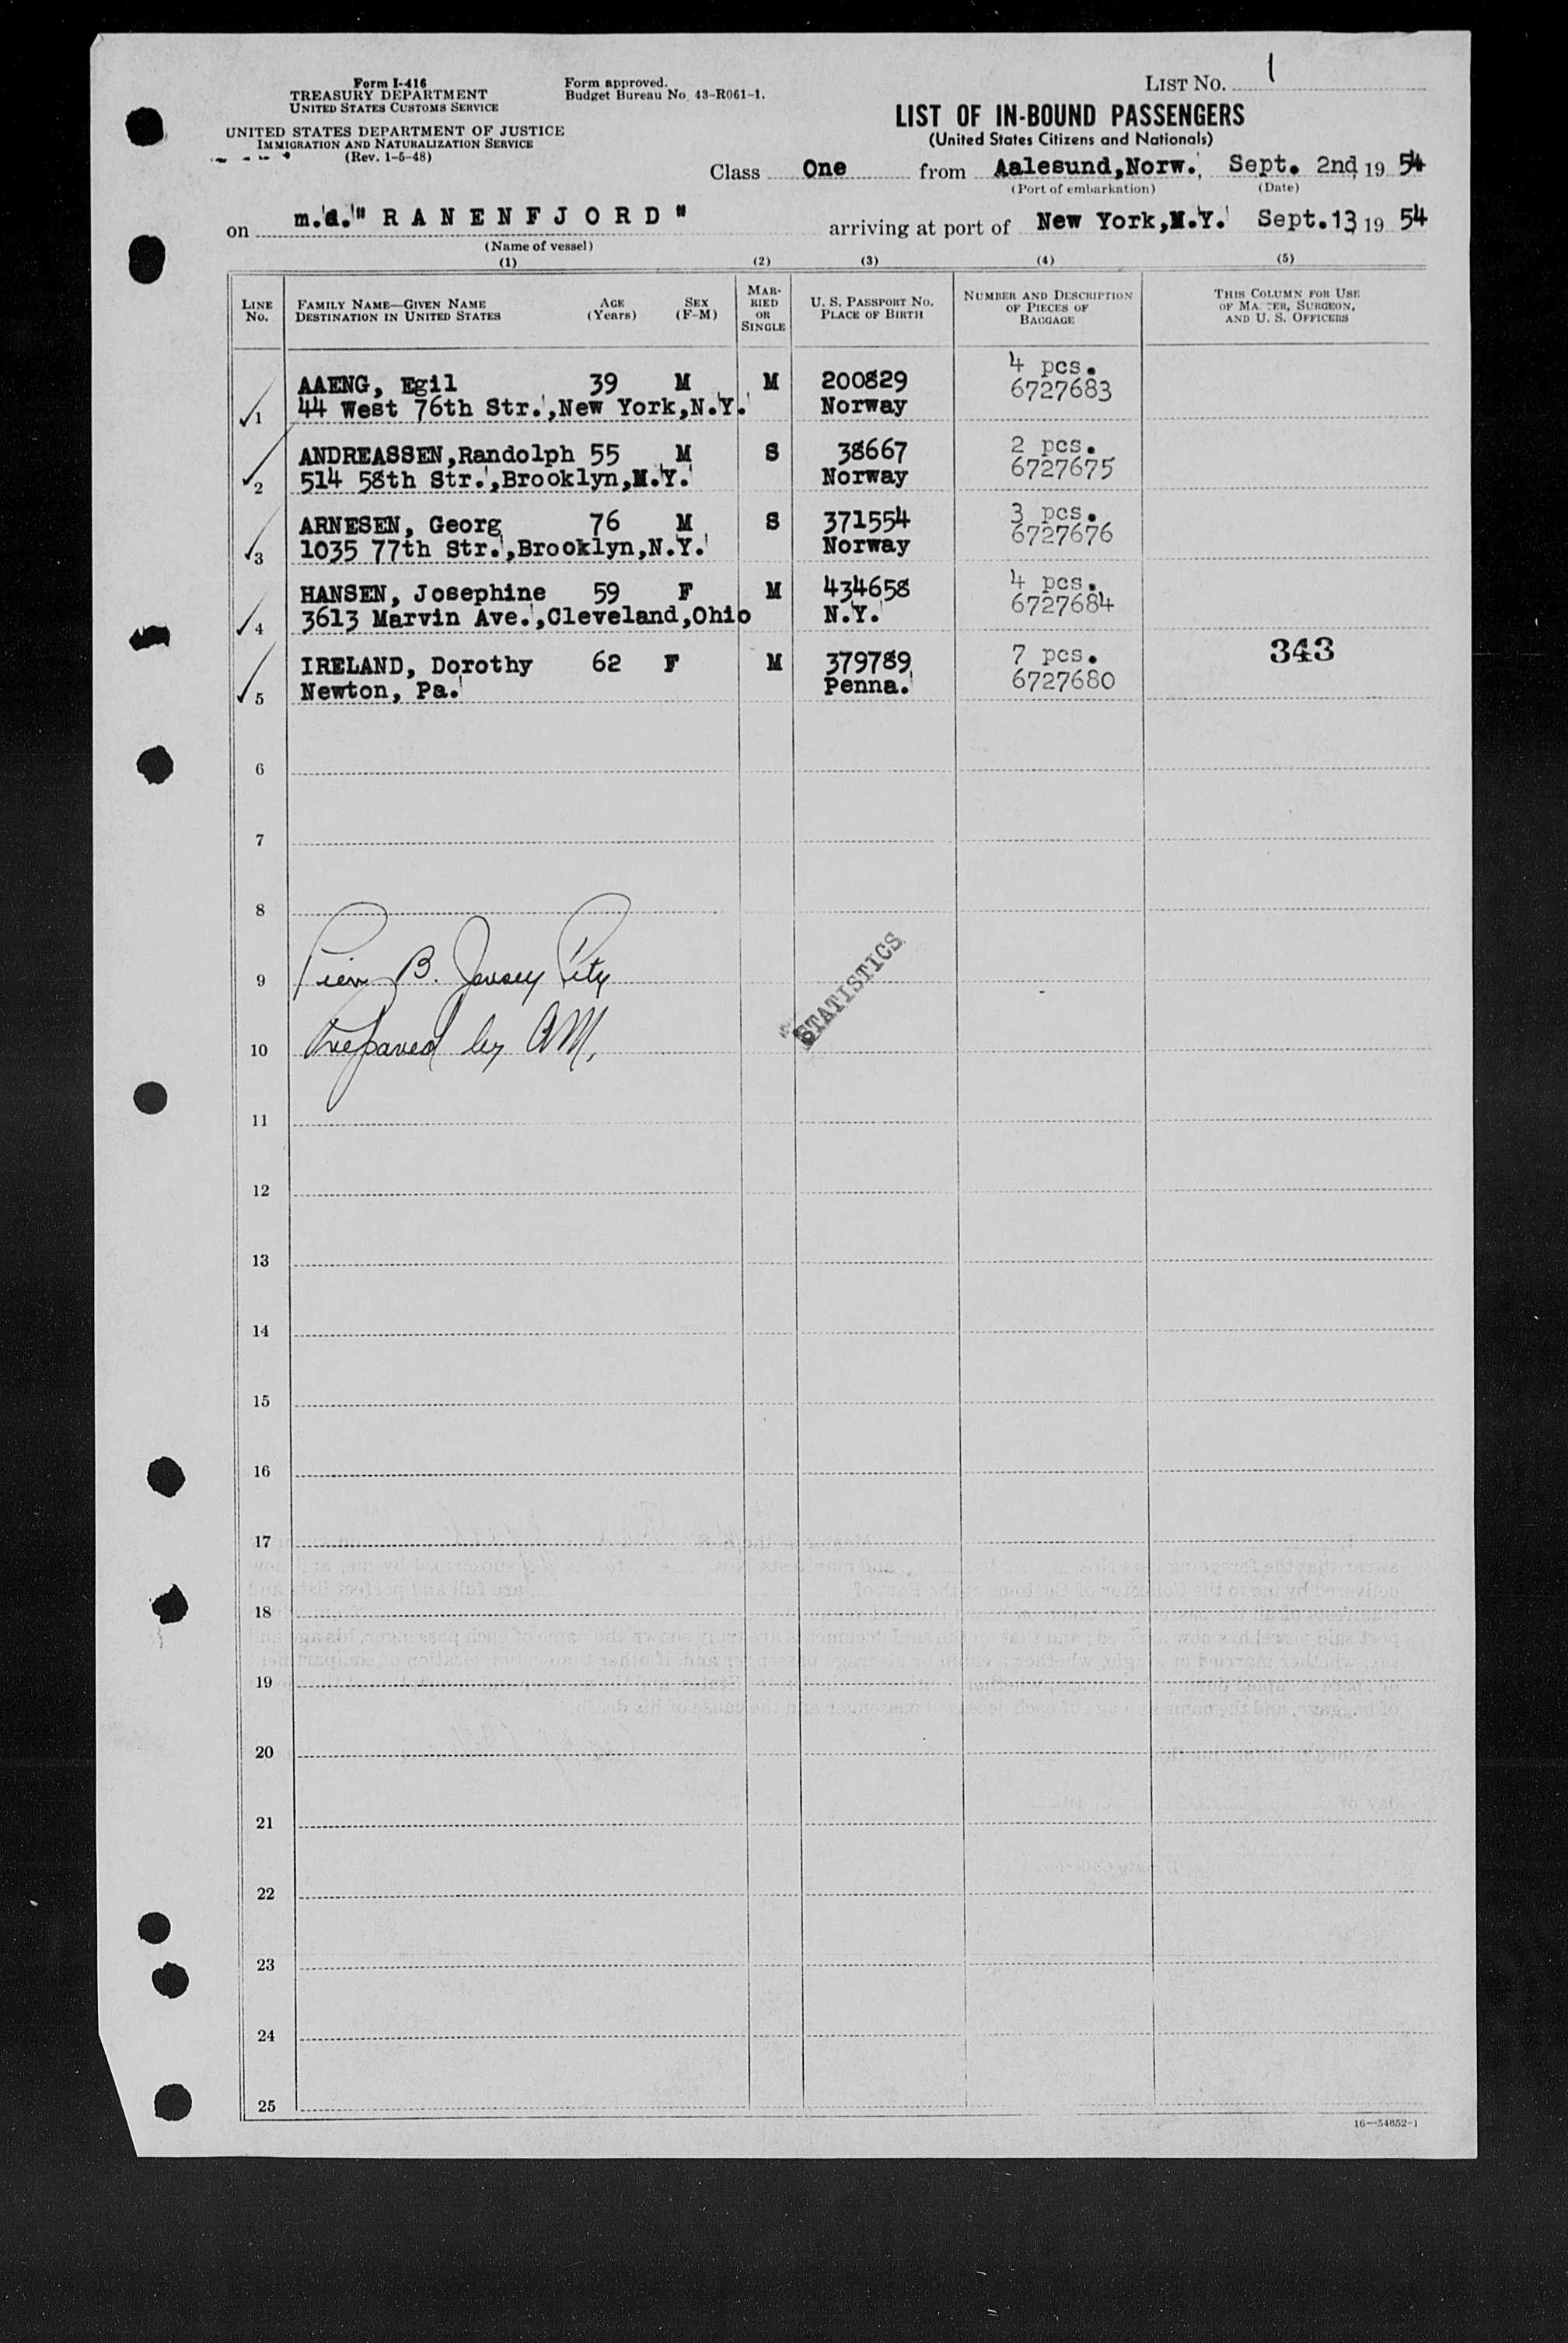 Form I-416
TREASURY DEPARTMENT
UNITED STATES CUSTOMS SERVICE
UNITED STATES DEPARTMENT OF JUSTICE
IMMIGRATION AND NATURALIZATION SERVICE
(Rev. 1-5-48)
Form approved.
Budget Bureau No. 43-R061-1.
LIST NO. 1
LIST OF IN-BOUND PASSENGERS
(United States Citizens and Nationals)
Class One from Aalesund,Norw., Sept. 2nd, 19 54
(Port of embarkation) (Date)
on m.s. " R A N E N F J O R D " arriving at port of New York,N.Y. Sept.13, 19 54
(Name of vessel)
(1) (2) (3) (4) (5)
LINE NO.
FAMILY NAME—GIVEN NAME
DESTINATION IN UNITED STATES
AGE (Years)
SEX (F-M)
MARRIED OR SINGLE
U. S. PASSPORT NO.
PLACE OF BIRTH
NUMBER AND DESCRIPTION OF PIECES OF BAGGAGE
THIS COLUMN FOR USE OF MASTER, SURGEON, AND U. S. OFFICERS
1 AAENG, Egil 39 M M 200829 4 pcs.
44 West 76th Str.,New York,N.Y. Norway 6727683
2 ANDREASSEN,Randolph 55 M S 38667 2 pcs.
514 58th Str.,Brooklyn,N.Y. Norway 6727675
3 ARNESEN, Georg 76 M S 371554 3 pcs.
1035 77th Str.,Brooklyn,N.Y. Norway 6727676
4 HANSEN, Josephine 59 F M 434658 4 pcs.
3613 Marvin Ave.,Cleveland,Ohio N.Y. 6727684
5 IRELAND, Dorothy 62 F M 379789 7 pcs. 343
Newton, Pa. Penna. 6727680
6
7
8
9 Pier B. Jersey City
STATISTICS
10 Prepared by AM.
11
12
13
14
15
16
17
18
19
20
21
22
23
24
25
16—54652-1